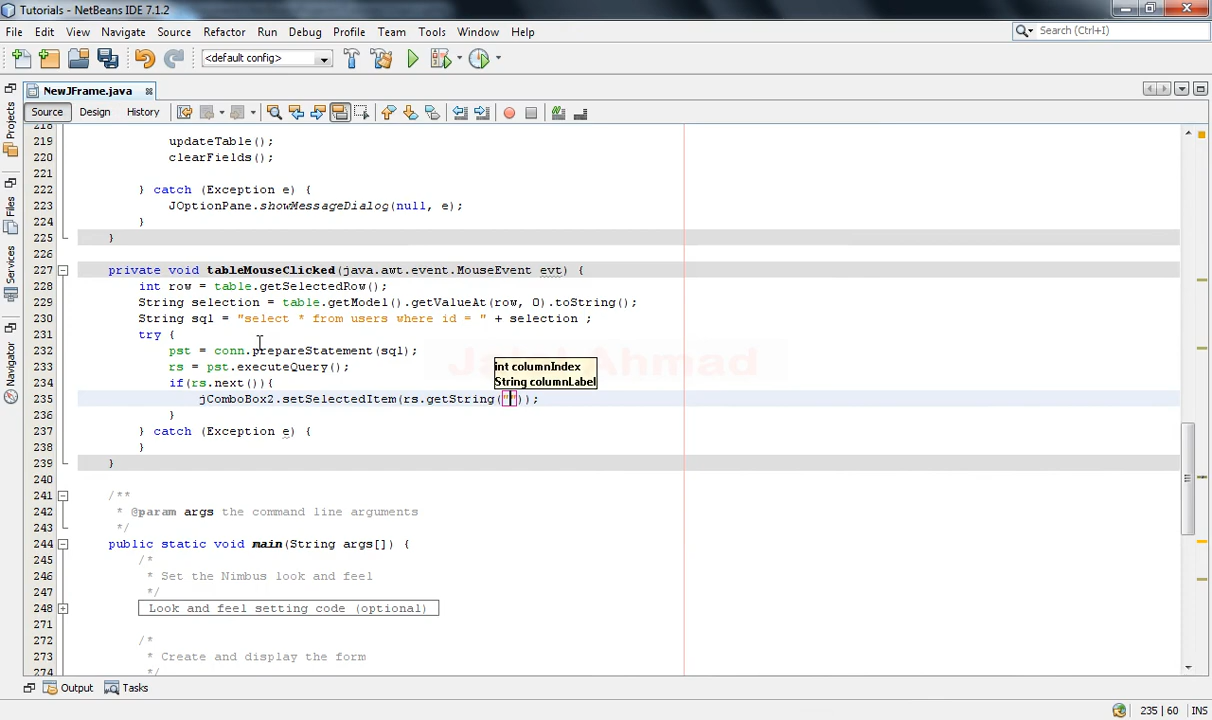 Tutorials - NetBeans IDE 7.1.2
File Edit View Navigate Source Refactor Run Debug Profile Team Tools Window Help
Search (Ctrl+I)
<default config>
NewJFrame.java
Source Design History
Projects
Files
Services
Navigator
218
219 updateTable();
220 clearFields();
221
222 } catch (Exception e) {
223 JOptionPane.showMessageDialog(null, e);
224 }
225 }
226
227 private void tableMouseClicked(java.awt.event.MouseEvent evt) {
228 int row = table.getSelectedRow();
229 String selection = table.getModel().getValueAt(row, 0).toString();
230 String sql = "select * from users where id = " + selection ;
231 try {
232 pst = conn.prepareStatement(sql);
233 rs = pst.executeQuery();
int columnIndex
String columnLabel
234 if(rs.next()){
235 jComboBox2.setSelectedItem(rs.getString(""));
236 }
237 } catch (Exception e) {
238 }
239 }
240
241 /**
242 * @param args the command line arguments
243 */
244 public static void main(String args[]) {
245 /*
246 * Set the Nimbus look and feel
247 */
248 Look and feel setting code (optional)
271
272 /*
273 * Create and display the form
274 */
Output Tasks
235 | 60 INS